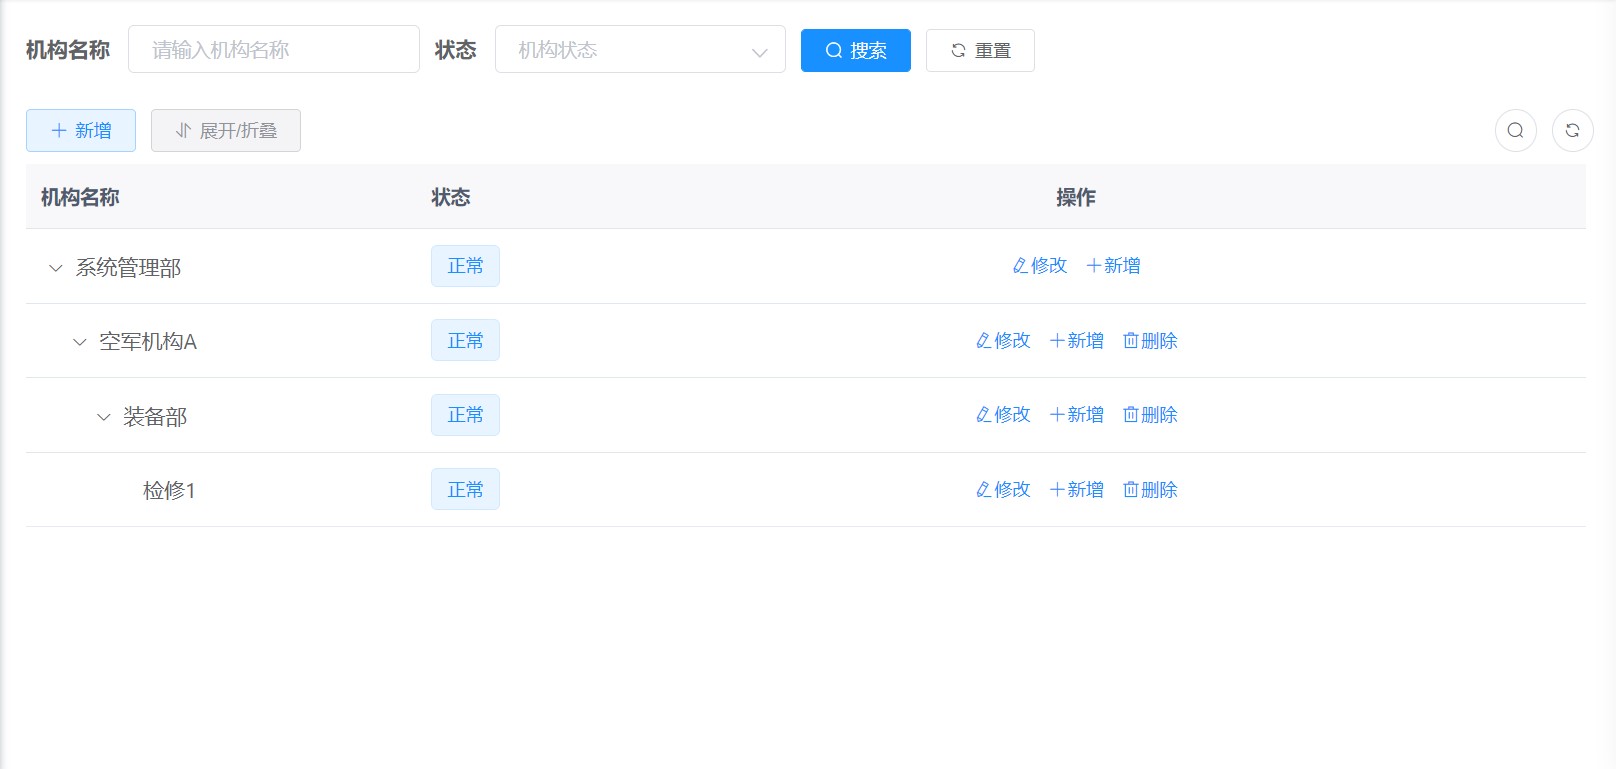 机构名称 请输入机构名称 状态 机构状态 搜索 重置
新增 展开/折叠
机构名称 状态 操作
系统管理部 正常 修改 新增
空军机构A 正常 修改 新增 删除
装备部 正常 修改 新增 删除
检修1 正常 修改 新增 删除